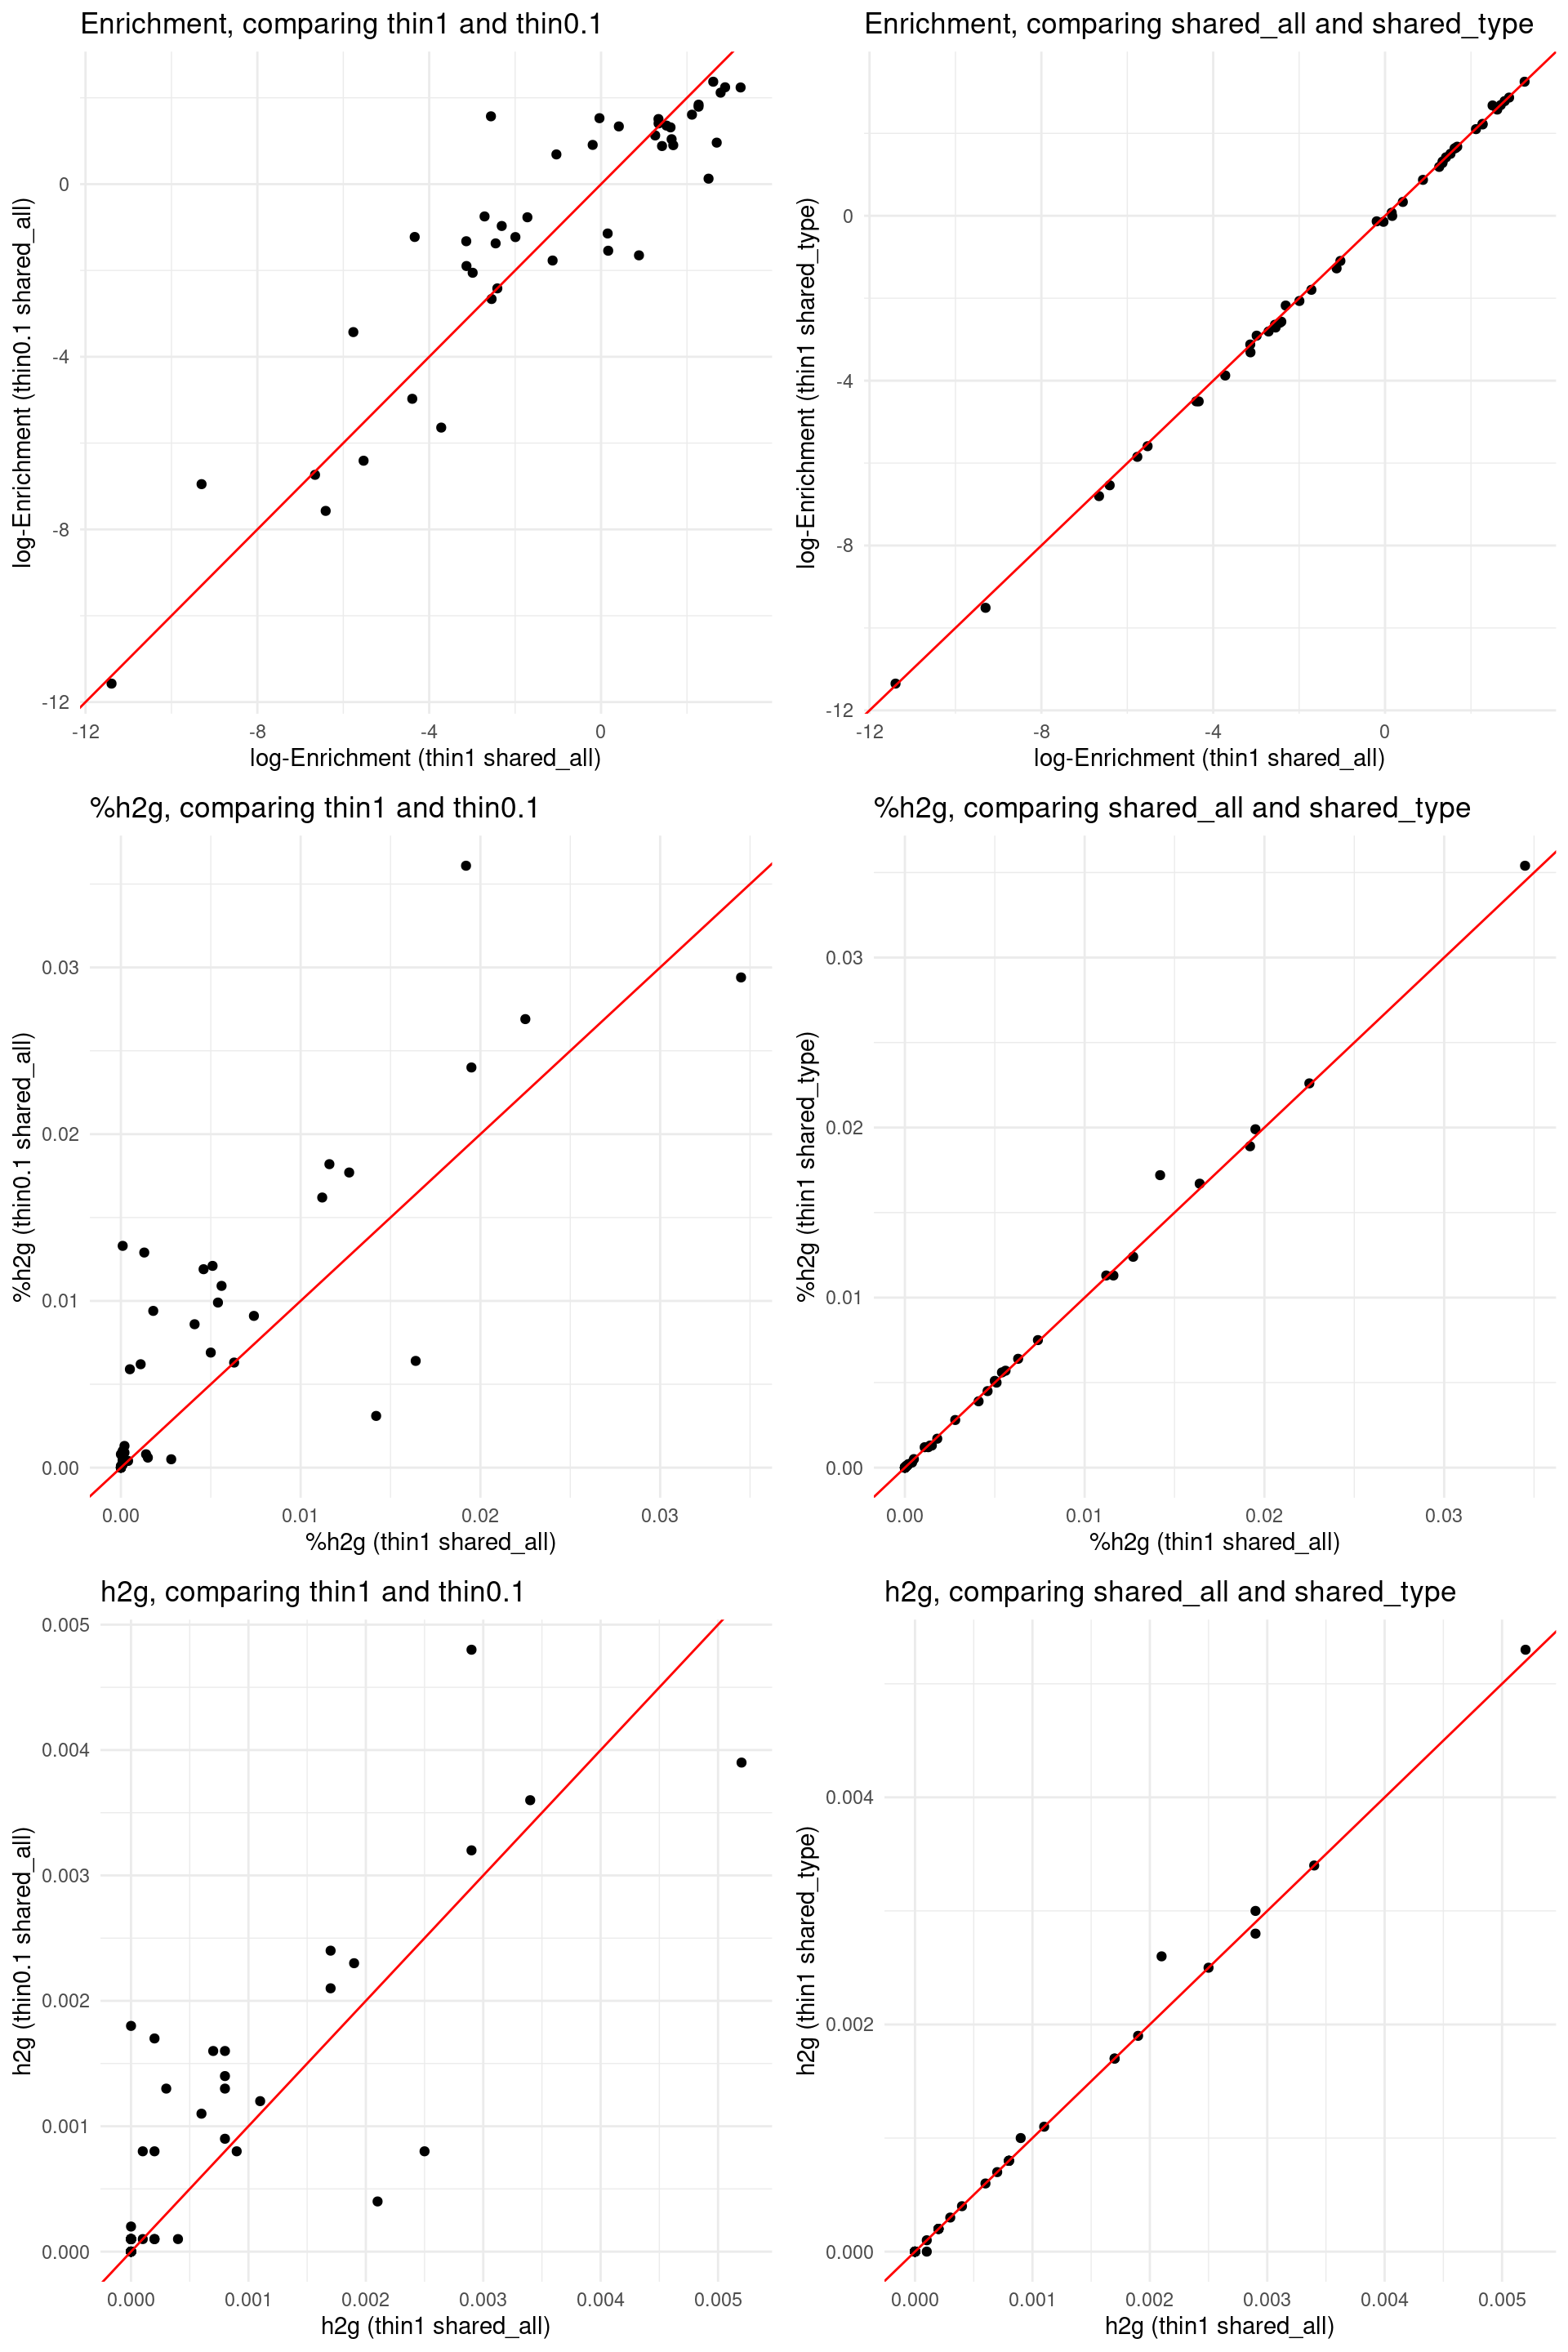 Enrichment, comparing thin1 and thin0.1
0
-4
-8
-12
log-Enrichment (thin0.1 shared_all)
-12
-8
-4
0
log-Enrichment (thin1 shared_all)
Enrichment, comparing shared_all and shared_type
0
-4
-8
-12
log-Enrichment (thin1 shared_type)
-12
-8
-4
0
log-Enrichment (thin1 shared_all)
%h2g, comparing thin1 and thin0.1
0.03
0.02
0.01
0.00
%h2g (thin0.1 shared_all)
0.00
0.01
0.02
0.03
%h2g (thin1 shared_all)
%h2g, comparing shared_all and shared_type
0.03
0.02
0.01
0.00
%h2g (thin1 shared_type)
0.00
0.01
0.02
0.03
%h2g (thin1 shared_all)
h2g, comparing thin1 and thin0.1
0.005
0.004
0.003
0.002
0.001
0.000
h2g (thin0.1 shared_all)
0.000
0.001
0.002
0.003
0.004
0.005
h2g (thin1 shared_all)
h2g, comparing shared_all and shared_type
0.004
0.002
0.000
h2g (thin1 shared_type)
0.000
0.001
0.002
0.003
0.004
0.005
h2g (thin1 shared_all)